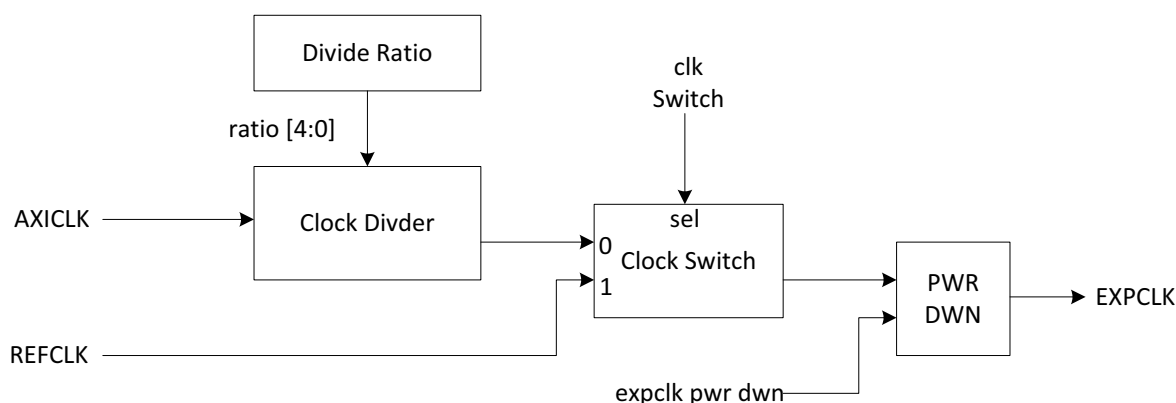 Divide Ratio
clk
Switch
ratio [4:0]
AXICLK
Clock Divder
sel
0
Clock Switch
1
PWR
DWN
EXPCLK
REFCLK
expclk pwr dwn